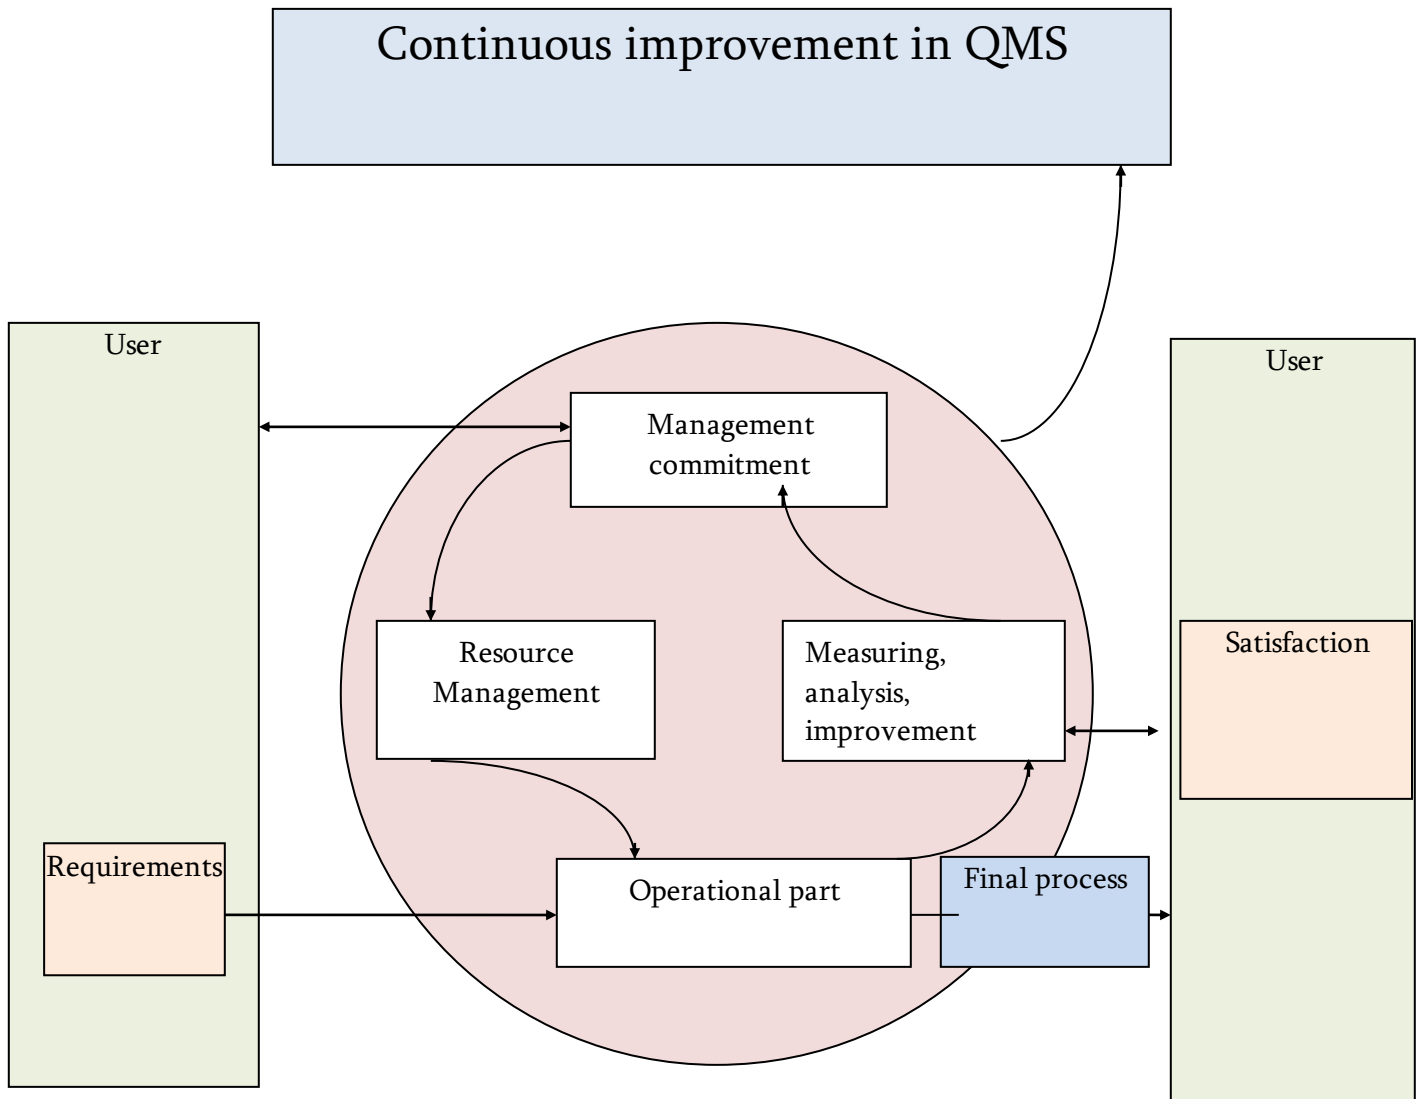 Continuous improvement in QMS
User
User
Management
commitment
Resource
Management
Measuring,
analysis,
improvement
Satisfaction
Requirements
Operational part
Final process